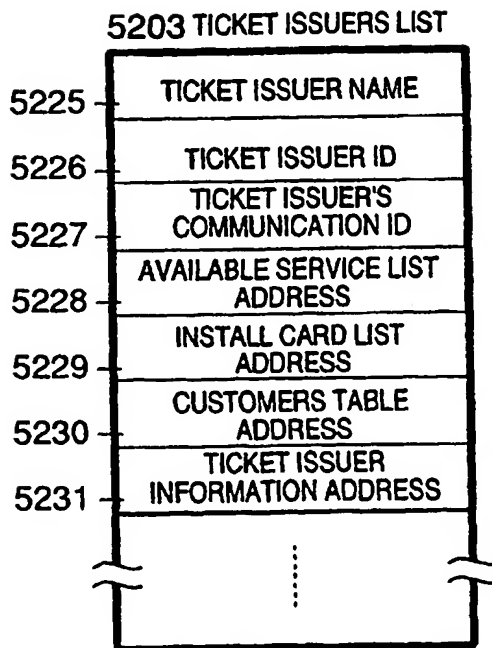 5203 TICKET ISSUERS LIST
5225 TICKET ISSUER NAME
5226 TICKET ISSUER ID
5227 TICKET ISSUER'S
COMMUNICATION ID
5228 AVAILABLE SERVICE LIST
ADDRESS
5229 INSTALL CARD LIST
ADDRESS
5230 CUSTOMERS TABLE
ADDRESS
5231 TICKET ISSUER
INFORMATION ADDRESS